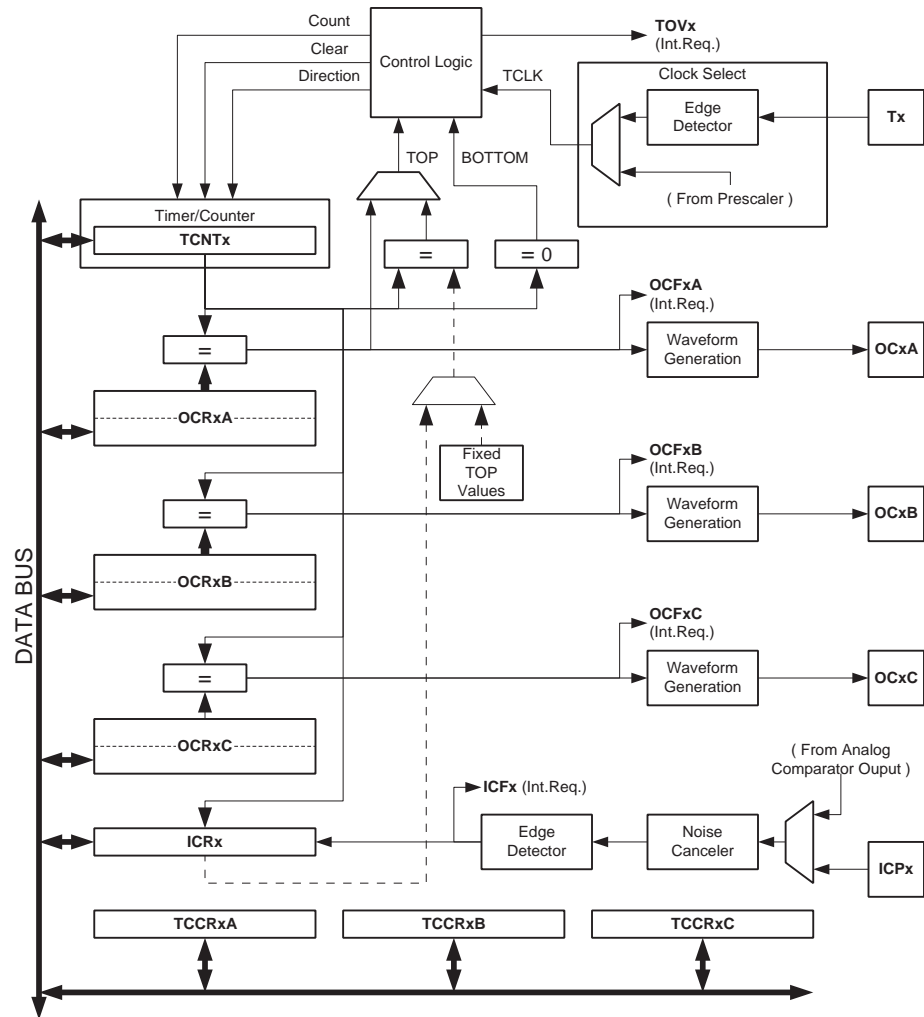 Count
Clear
Direction
Control Logic
TOVx
(Int.Req.)
TCLK
Clock Select
Edge
Detector
Tx
( From Prescaler )
TOP
BOTTOM
Timer/Counter
TCNTx
=
= 0
OCFxA
(Int.Req.)
=
Waveform
Generation
OCxA
OCRxA
Fixed
TOP
Values
OCFxB
(Int.Req.)
=
Waveform
Generation
OCxB
OCRxB
DATA BUS
OCFxC
(Int.Req.)
=
Waveform
Generation
OCxC
OCRxC
( From Analog
Comparator Ouput )
ICFx (Int.Req.)
ICRx
Edge
Detector
Noise
Canceler
ICPx
TCCRxA
TCCRxB
TCCRxC